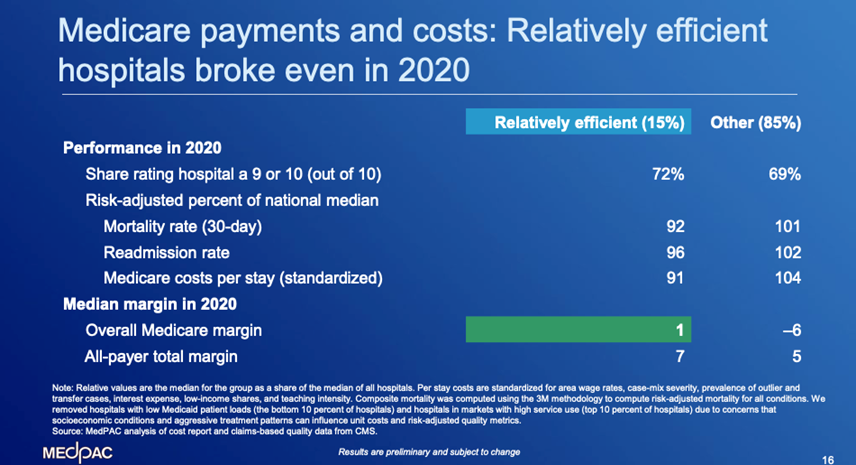 Medicare payments and costs: Relatively efficient
hospitals broke even in 2020
Relatively efficient (15%) Other (85%)
Performance in 2020
Share rating hospital a 9 or 10 (out of 10) 72% 69%
Risk-adjusted percent of national median
Mortality rate (30-day) 92 101
Readmission rate 96 102
Medicare costs per stay (standardized) 91 104
Median margin in 2020
Overall Medicare margin 1 –6
All-payer total margin 7 5
Note: Relative values are the median for the group as a share of the median of all hospitals. Per stay costs are standardized for area wage rates, case-mix severity, prevalence of outlier and
transfer cases, interest expense, low-income shares, and teaching intensity. Composite mortality was computed using the 3M methodology to compute risk-adjusted mortality for all conditions. We
removed hospitals with low Medicaid patient loads (the bottom 10 percent of hospitals) and hospitals in markets with high service use (top 10 percent of hospitals) due to concerns that
socioeconomic conditions and aggressive treatment patterns can influence unit costs and risk-adjusted quality metrics.
Source: MedPAC analysis of cost report and claims-based quality data from CMS.
MEDPAC
Results are preliminary and subject to change
16